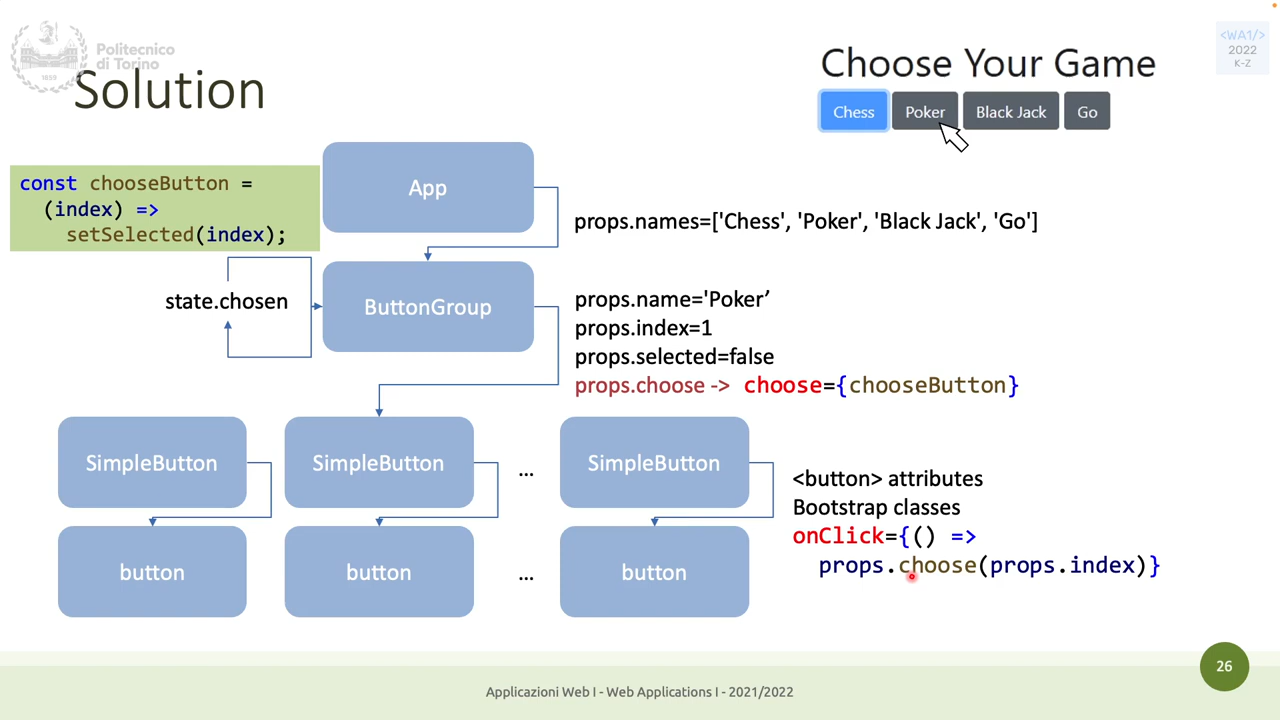 Politecnico
di Torino
1859
Solution
<WA1/>
2022
K-Z
Choose Your Game
Chess
Poker
Black Jack
Go
const chooseButton =
(index) =>
setSelected(index);
App
props.names=['Chess', 'Poker', 'Black Jack', 'Go']
state.chosen
ButtonGroup
props.name='Poker’
props.index=1
props.selected=false
props.choose -> choose={chooseButton}
SimpleButton
SimpleButton
...
SimpleButton
<button> attributes
Bootstrap classes
onClick={() =>
props.choose(props.index)}
button
button
...
button
26
Applicazioni Web I - Web Applications I - 2021/2022